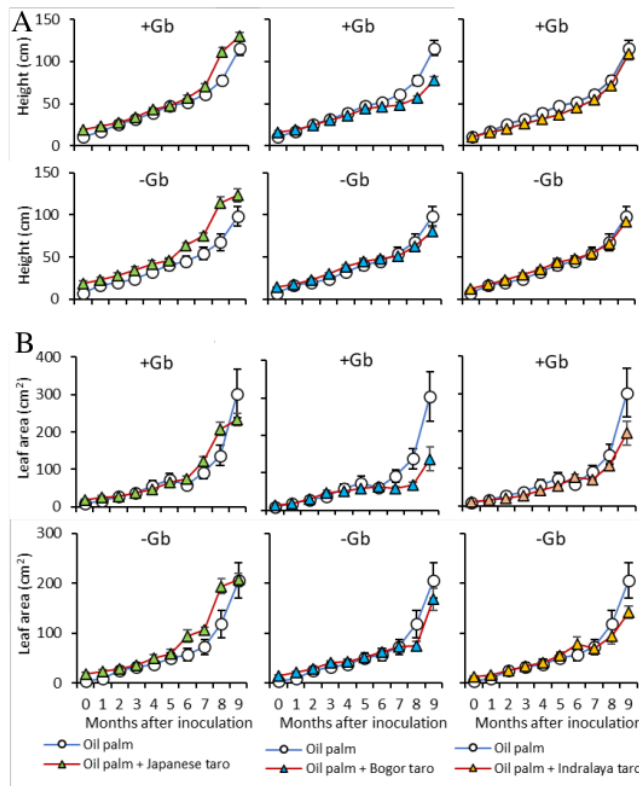 A
+Gb +Gb +Gb
Height (cm)
150
100
50
0
-Gb -Gb -Gb
Height (cm)
150
100
50
0
B
+Gb +Gb +Gb
Leaf area (cm²)
400
300
200
100
0
-Gb -Gb -Gb
Leaf area (cm²)
300
200
100
0
0 1 2 3 4 5 6 7 8 9 0 1 2 3 4 5 6 7 8 9 0 1 2 3 4 5 6 7 8 9
Months after inoculation Months after inoculation Months after inoculation
Oil palm Oil palm Oil palm
Oil palm + Japanese taro Oil palm + Bogor taro Oil palm + Indralaya taro